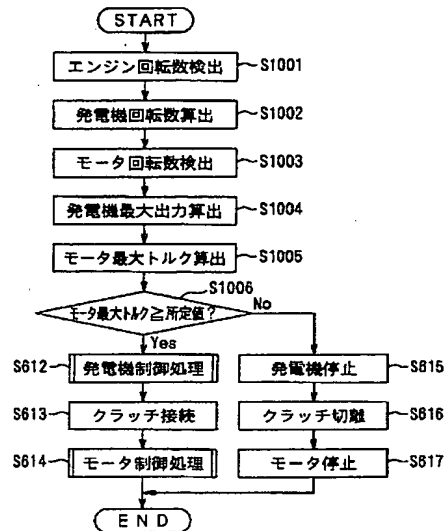 START
エンジン回転数検出 S1001
発電機回転数算出 S1002
モータ回転数検出 S1003
発電機最大出力算出 S1004
モータ最大トルク算出 S1005
S1006
モータ最大トルク≧所定値? No
Yes
S612 発電機制御処理 発電機停止 S615
S613 クラッチ接続 クラッチ切離 S616
S614 モータ制御処理 モータ停止 S617
END